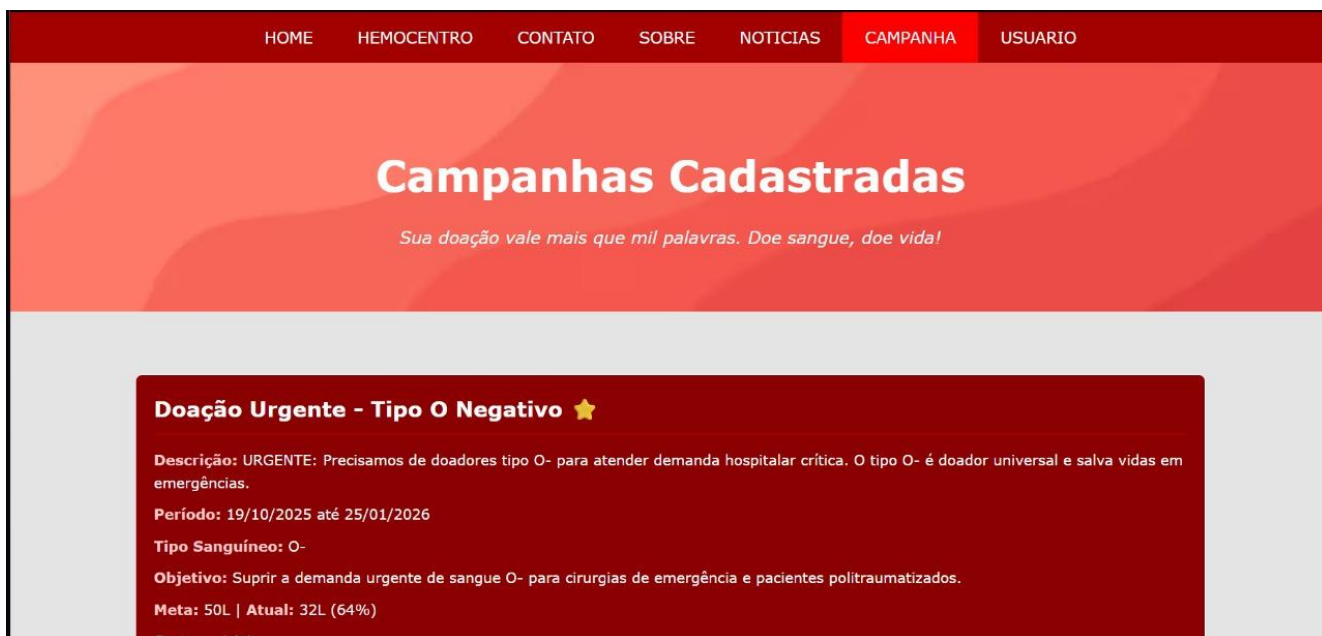 HOME HEMOCENTRO CONTATO SOBRE NOTICIAS CAMPANHA USUARIO
Campanhas Cadastradas
Sua doação vale mais que mil palavras. Doe sangue, doe vida!
Doação Urgente - Tipo O Negativo
Descrição: URGENTE: Precisamos de doadores tipo O- para atender demanda hospitalar crítica. O tipo O- é doador universal e salva vidas em
emergências.
Período: 19/10/2025 até 25/01/2026
Tipo Sanguíneo: O-
Objetivo: Suprir a demanda urgente de sangue O- para cirurgias de emergência e pacientes politraumatizados.
Meta: 50L | Atual: 32L (64%)